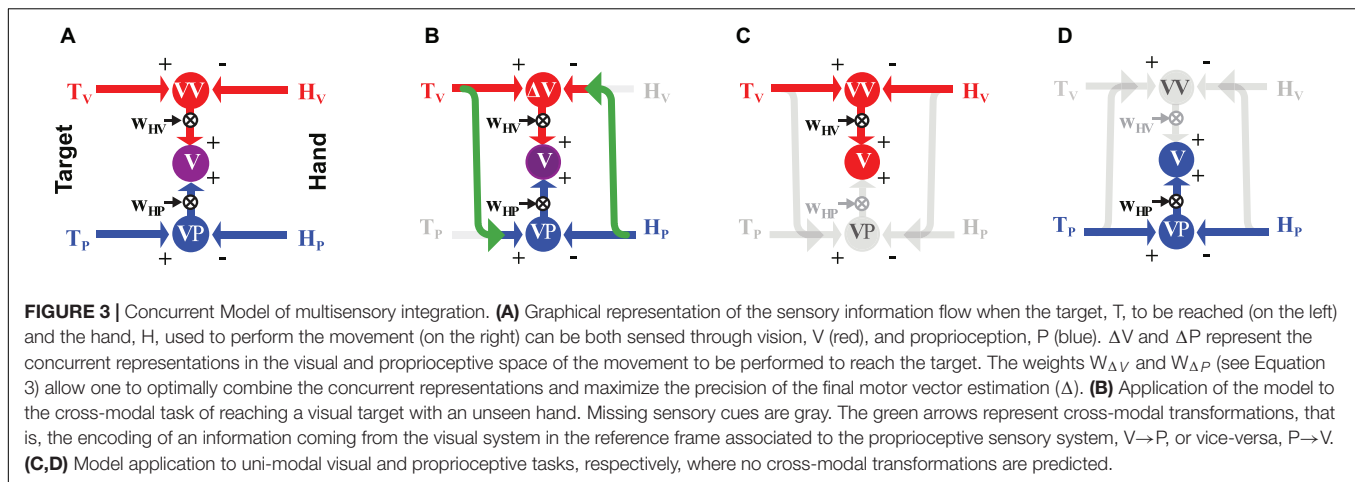 A B C D
+ - + - + - + -
T_V VV H_V T_V ΔV H_V T_V VV H_V T_V VV H_V
w_HV w_HV w_HV w_HV
+ + + +
Target V Hand V V V
+ + + +
w_HP w_HP w_HP w_HP
T_P VP H_P T_P VP H_P T_P VP H_P T_P VP H_P
+ - + - + - + -
FIGURE 3 | Concurrent Model of multisensory integration. (A) Graphical representation of the sensory information flow when the target, T, to be reached (on the left)
and the hand, H, used to perform the movement (on the right) can be both sensed through vision, V (red), and proprioception, P (blue). ΔV and ΔP represent the
concurrent representations in the visual and proprioceptive space of the movement to be performed to reach the target. The weights W_ΔV and W_ΔP (see Equation
3) allow one to optimally combine the concurrent representations and maximize the precision of the final motor vector estimation (Δ). (B) Application of the model to
the cross-modal task of reaching a visual target with an unseen hand. Missing sensory cues are gray. The green arrows represent cross-modal transformations, that
is, the encoding of an information coming from the visual system in the reference frame associated to the proprioceptive sensory system, V→P, or vice-versa, P→V.
(C,D) Model application to uni-modal visual and proprioceptive tasks, respectively, where no cross-modal transformations are predicted.